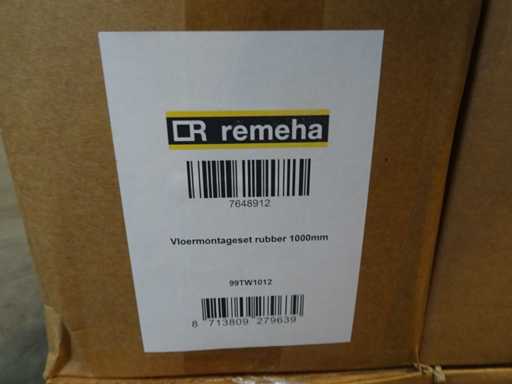 R remeha
7648912
Vloermontageset rubber 1000mm
99TW1012
8 713809 279639